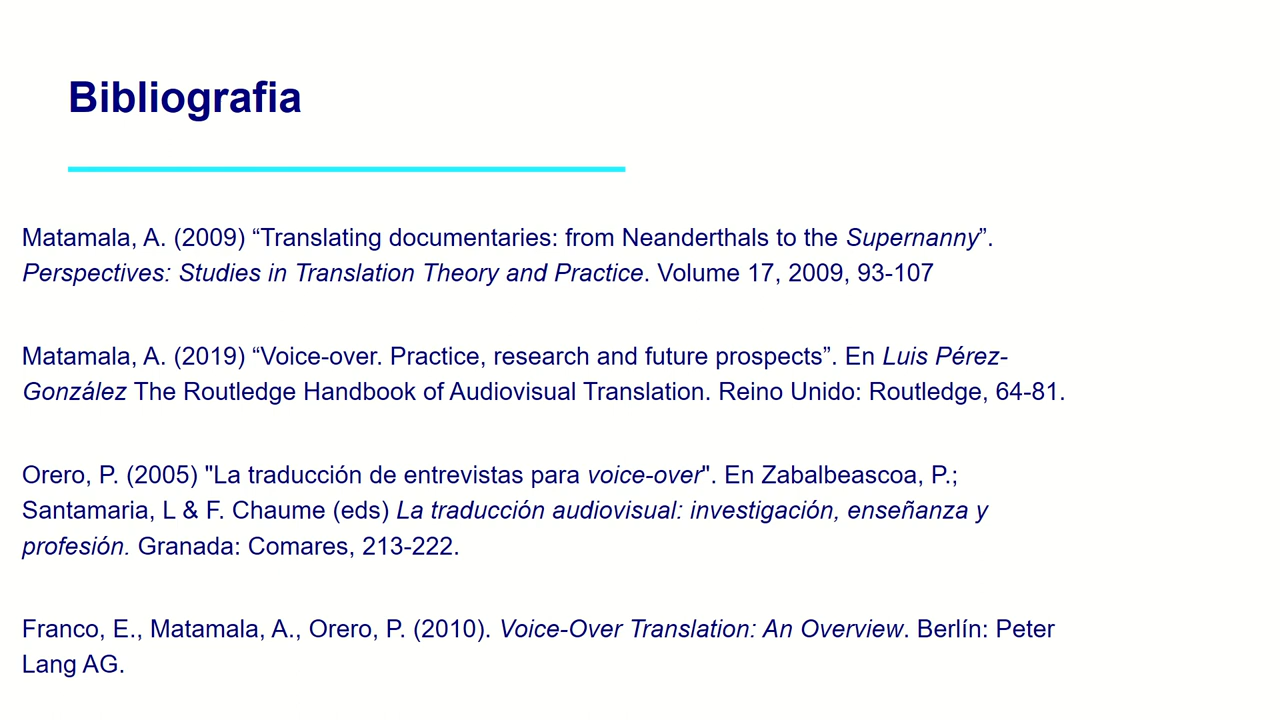 Bibliografia
Matamala, A. (2009) “Translating documentaries: from Neanderthals to the Supernanny”.
Perspectives: Studies in Translation Theory and Practice. Volume 17, 2009, 93-107
Matamala, A. (2019) “Voice-over. Practice, research and future prospects”. En Luis Pérez-
González The Routledge Handbook of Audiovisual Translation. Reino Unido: Routledge, 64-81.
Orero, P. (2005) "La traducción de entrevistas para voice-over". En Zabalbeascoa, P.;
Santamaria, L & F. Chaume (eds) La traducción audiovisual: investigación, enseñanza y
profesión. Granada: Comares, 213-222.
Franco, E., Matamala, A., Orero, P. (2010). Voice-Over Translation: An Overview. Berlín: Peter
Lang AG.